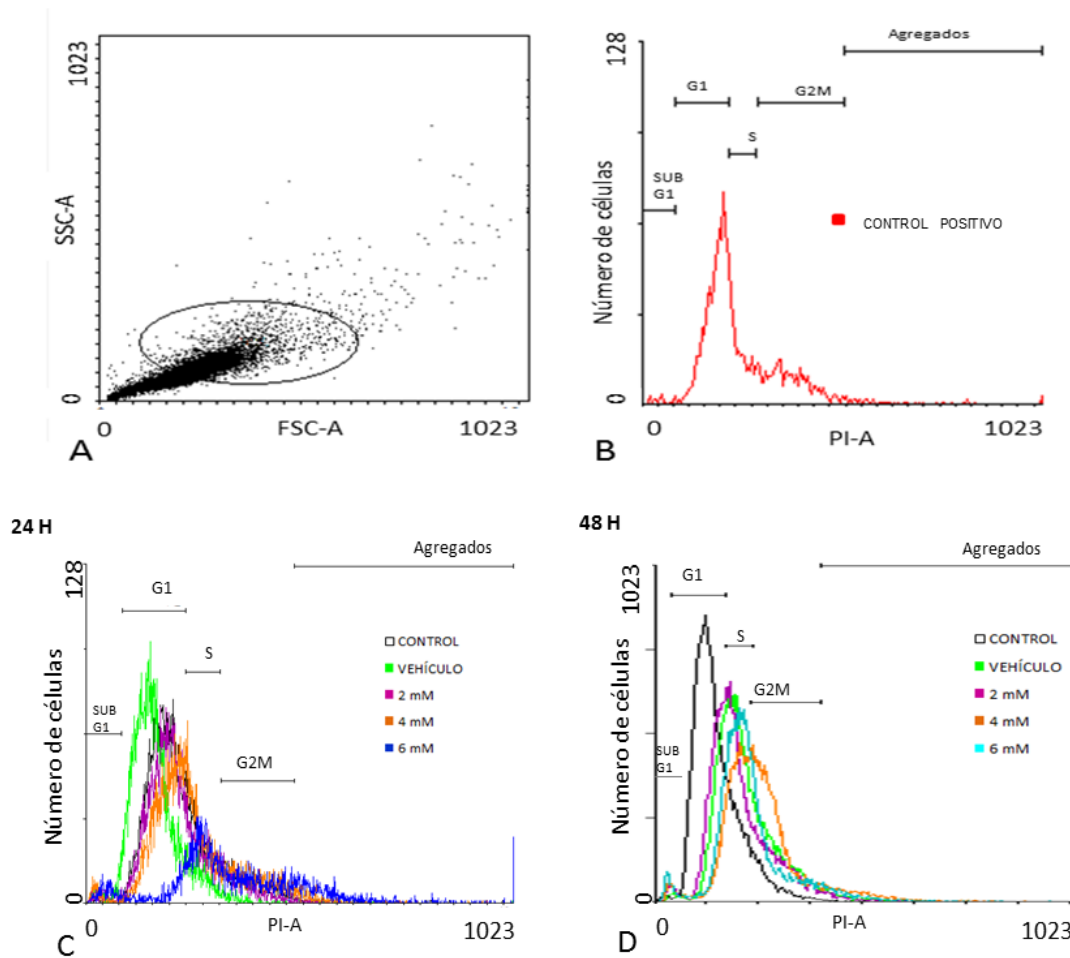 1023
SSC-A
0
0
FSC-A
1023
A
128
Número de células
0
Agregados
G1
G2M
S
SUB
G1
CONTROL POSITIVO
0
PI-A
1023
B
24 H
128
Número de células
0
Agregados
G1
S
SUB
G1
G2M
CONTROL
VEHÍCULO
2 mM
4 mM
6 mM
0
PI-A
1023
C
48 H
1023
Número de células
0
Agregados
G1
S
G2M
SUB
G1
CONTROL
VEHÍCULO
2 mM
4 mM
6 mM
0
PI-A
1023
D